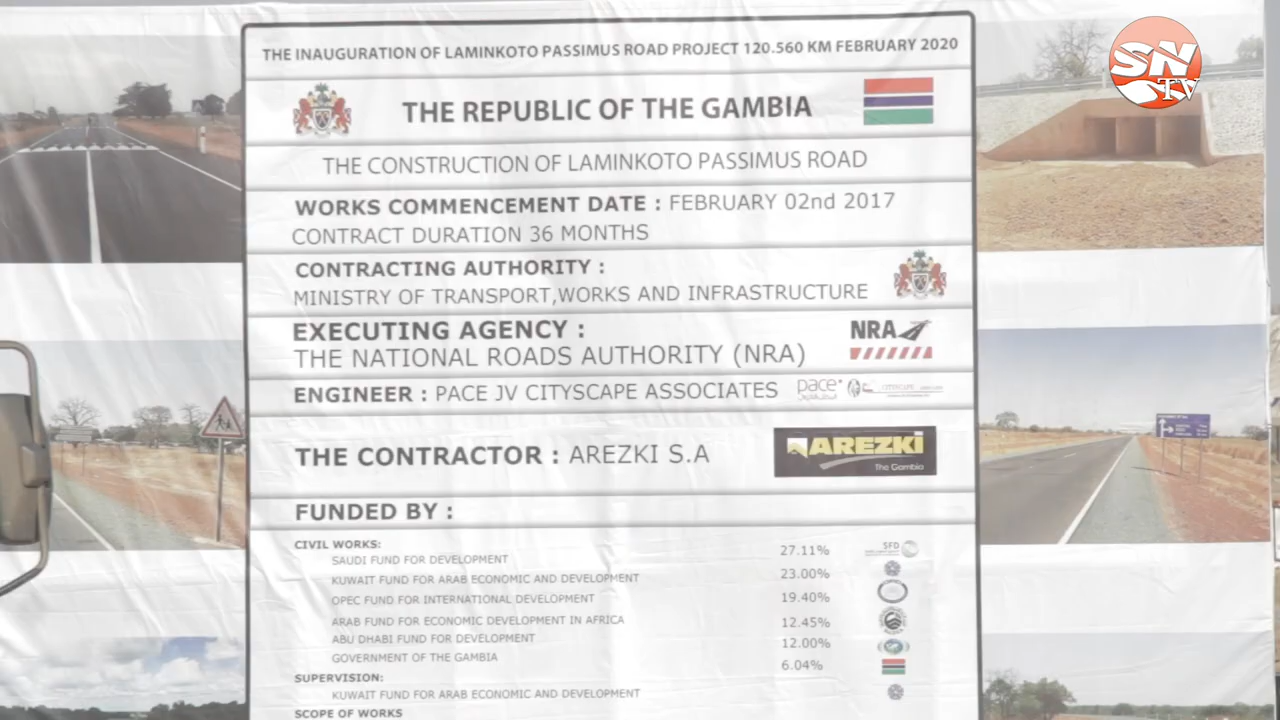 THE INAUGURATION OF LAMINKOTO PASSIMUS ROAD PROJECT 120.560 KM FEBRUARY 2020
SN
TV
THE REPUBLIC OF THE GAMBIA
THE CONSTRUCTION OF LAMINKOTO PASSIMUS ROAD
WORKS COMMENCEMENT DATE : FEBRUARY 02nd 2017
CONTRACT DURATION 36 MONTHS
CONTRACTING AUTHORITY :
MINISTRY OF TRANSPORT,WORKS AND INFRASTRUCTURE
EXECUTING AGENCY :
THE NATIONAL ROADS AUTHORITY (NRA)
NRA
ENGINEER : PACE JV CITYSCAPE ASSOCIATES
pace
THE CONTRACTOR : AREZKI S.A
AREZKI
The Gambia
FUNDED BY :
CIVIL WORKS:
SAUDI FUND FOR DEVELOPMENT 27.11% SFD
KUWAIT FUND FOR ARAB ECONOMIC AND DEVELOPMENT 23.00%
OPEC FUND FOR INTERNATIONAL DEVELOPMENT 19.40%
ARAB FUND FOR ECONOMIC DEVELOPMENT IN AFRICA 12.45%
ABU DHABI FUND FOR DEVELOPMENT 12.00%
GOVERNMENT OF THE GAMBIA 6.04%
SUPERVISION:
KUWAIT FUND FOR ARAB ECONOMIC AND DEVELOPMENT
SCOPE OF WORKS